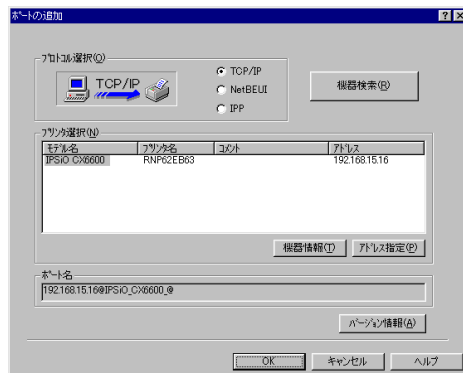 ポートの追加
プロトコル選択(O)
TCP/IP
TCP/IP
NetBEUI
IPP
機器検索(R)
プリンタ選択(N)
モデル名 プリンタ名 コメント アドレス
IPSiO CX6600 RNP62EB63 192.168.15.16
機器情報(T) アドレス指定(P)
ポート名
192.168.15.16@IPSiO_CX6600_@
バージョン情報(A)
OK キャンセル ヘルプ